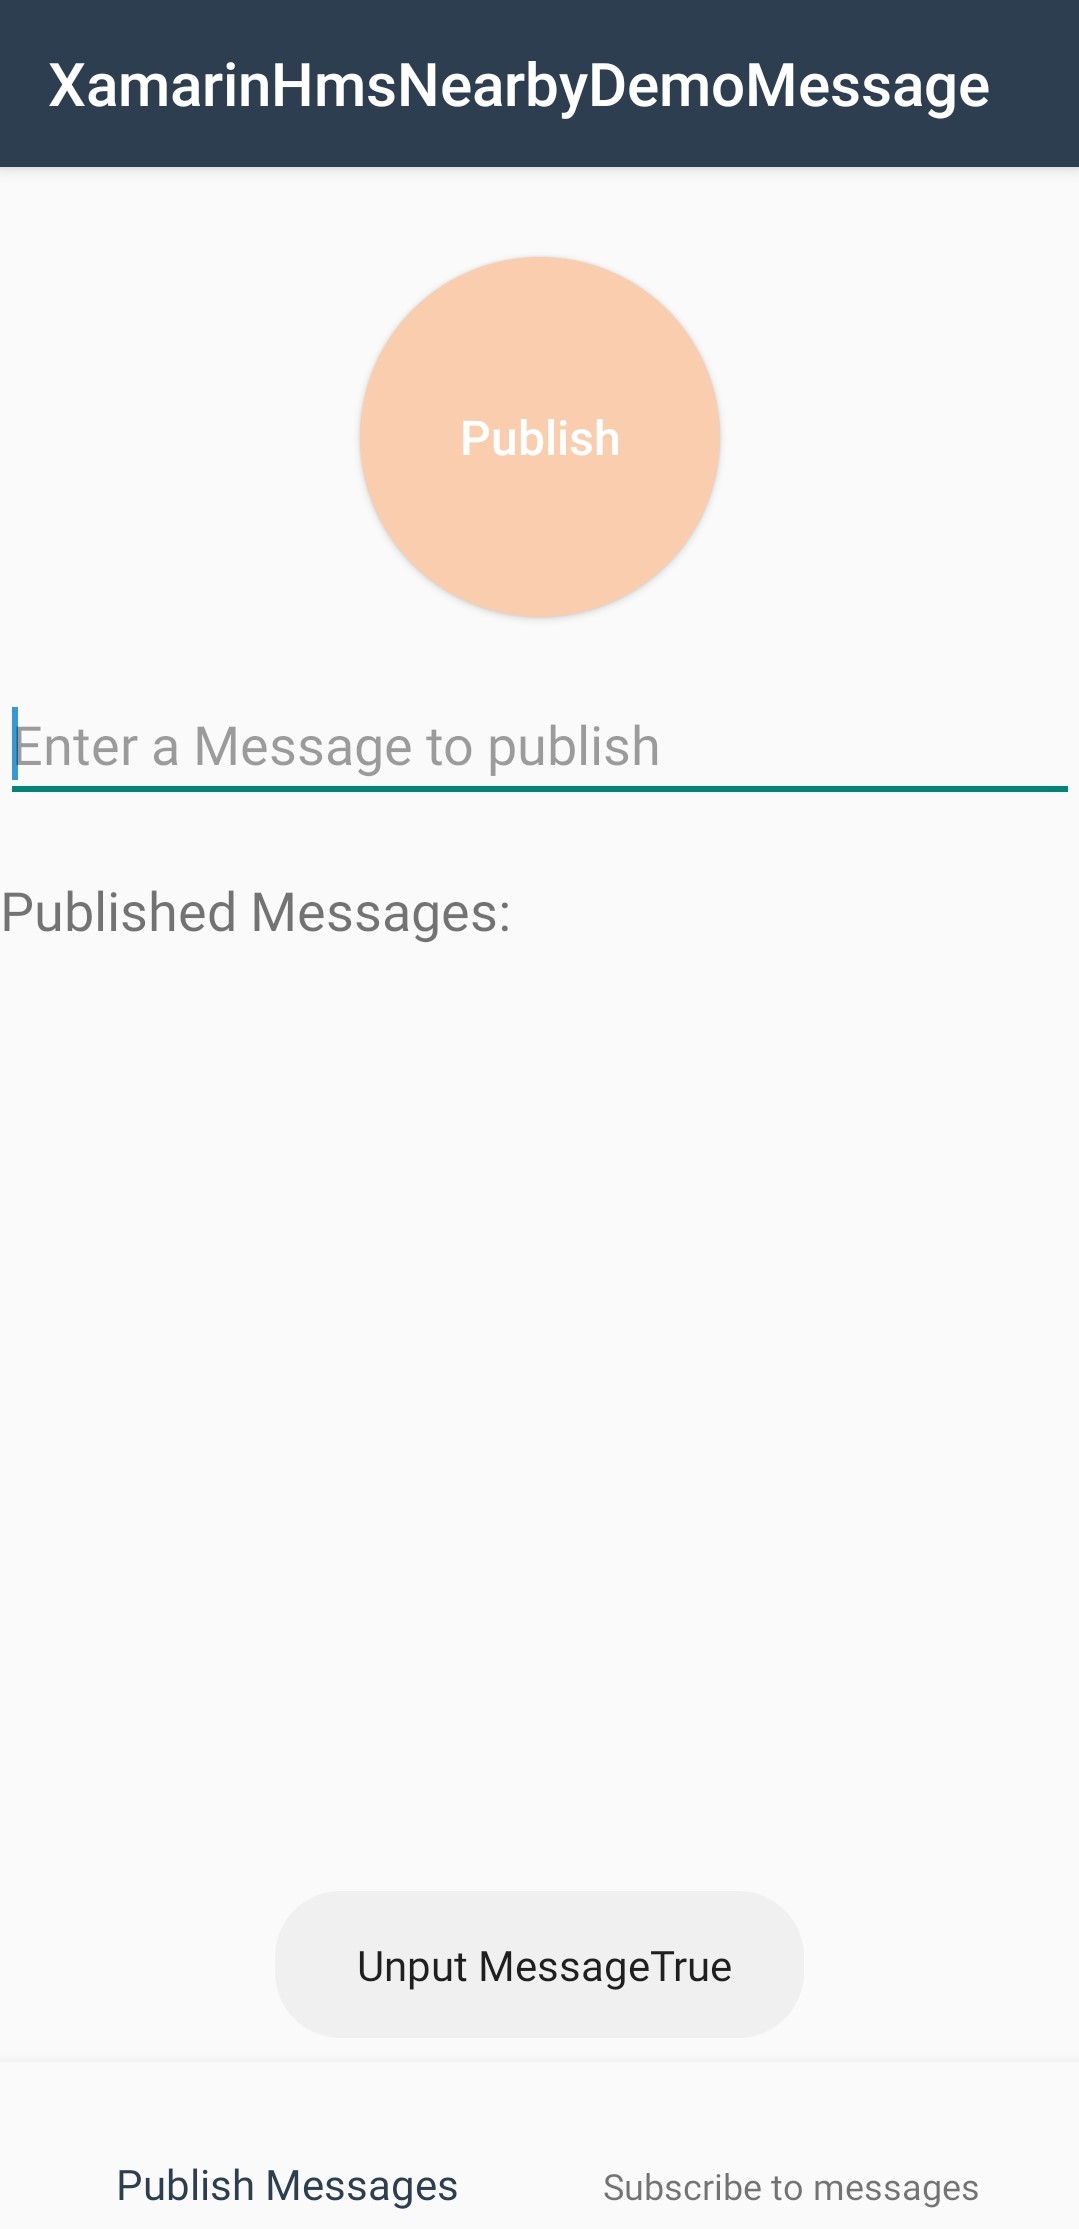 XamarinHmsNearbyDemoMessage
Publish
Enter a Message to publish
Published Messages:
Unput MessageTrue
Publish Messages
Subscribe to messages